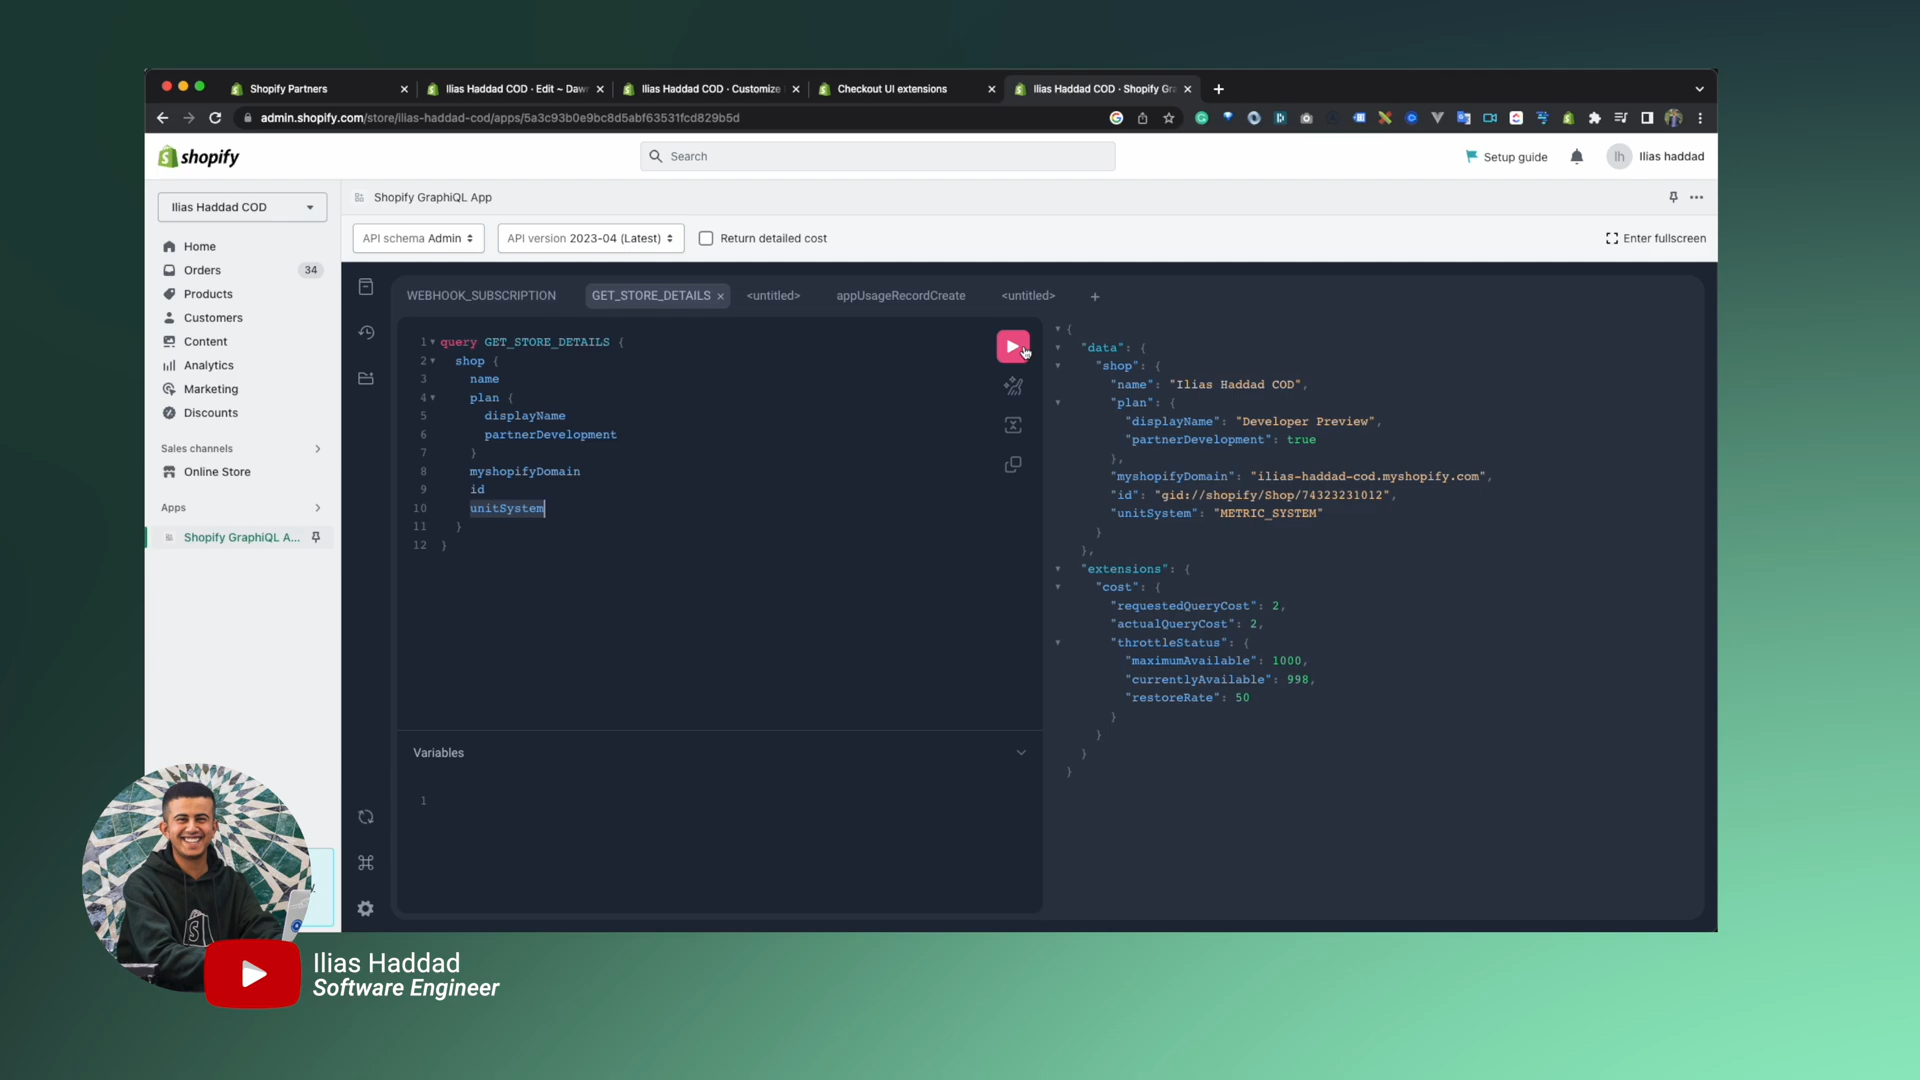 Shopify Partners
Ilias Haddad COD · Edit ~ Daw
Ilias Haddad COD · Customize
Checkout UI extensions
Ilias Haddad COD · Shopify Gra
admin.shopify.com/store/ilias-haddad-cod/apps/5a3c93b0e9bc8d5abf63531fcd829b5d
shopify
Search
Setup guide
lh
Ilias haddad
Ilias Haddad COD
Shopify GraphiQL App
API schema Admin
API version 2023-04 (Latest)
Return detailed cost
Enter fullscreen
Home
Orders
34
Products
Customers
Content
Analytics
Marketing
Discounts
Sales channels
Online Store
Apps
Shopify GraphiQL A...
WEBHOOK_SUBSCRIPTION
GET_STORE_DETAILS
<untitled>
appUsageRecordCreate
<untitled>
1 query GET_STORE_DETAILS {
2 shop {
3 name
4 plan {
5 displayName
6 partnerDevelopment
7 }
8 myshopifyDomain
9 id
10 unitSystem
11 }
12 }
Variables
1
{
"data": {
"shop": {
"name": "Ilias Haddad COD",
"plan": {
"displayName": "Developer Preview",
"partnerDevelopment": true
},
"myshopifyDomain": "ilias-haddad-cod.myshopify.com",
"id": "gid://shopify/Shop/74323231012",
"unitSystem": "METRIC_SYSTEM"
}
},
"extensions": {
"cost": {
"requestedQueryCost": 2,
"actualQueryCost": 2,
"throttleStatus": {
"maximumAvailable": 1000,
"currentlyAvailable": 998,
"restoreRate": 50
}
}
}
}
Ilias Haddad
Software Engineer